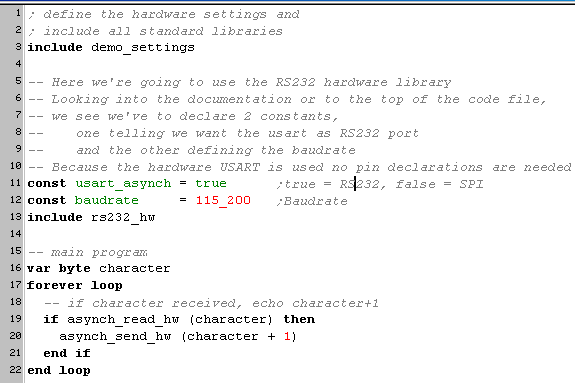 1 ; define the hardware settings and
2 ; include all standard libraries
3 include demo_settings
4
5 -- Here we're going to use the RS232 hardware library
6 -- Looking into the documentation or to the top of the code file,
7 -- we see we've to declare 2 constants,
8 --    one telling we want the usart as RS232 port
9 --    and the other defining the baudrate
10 -- Because the hardware USART is used no pin declarations are needed
11 const usart_asynch = true      ;true = RS232, false = SPI
12 const baudrate     = 115_200   ;Baudrate
13 include rs232_hw
14
15 -- main program
16 var byte character
17 forever loop
18   -- if character received, echo character+1
19   if asynch_read_hw (character) then
20     asynch_send_hw (character + 1)
21   end if
22 end loop